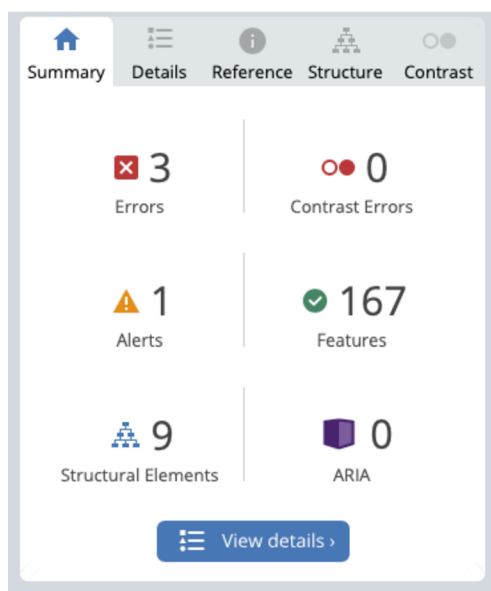 Summary Details Reference Structure Contrast
3 0
Errors Contrast Errors
1 167
Alerts Features
9 0
Structural Elements ARIA
View details ›